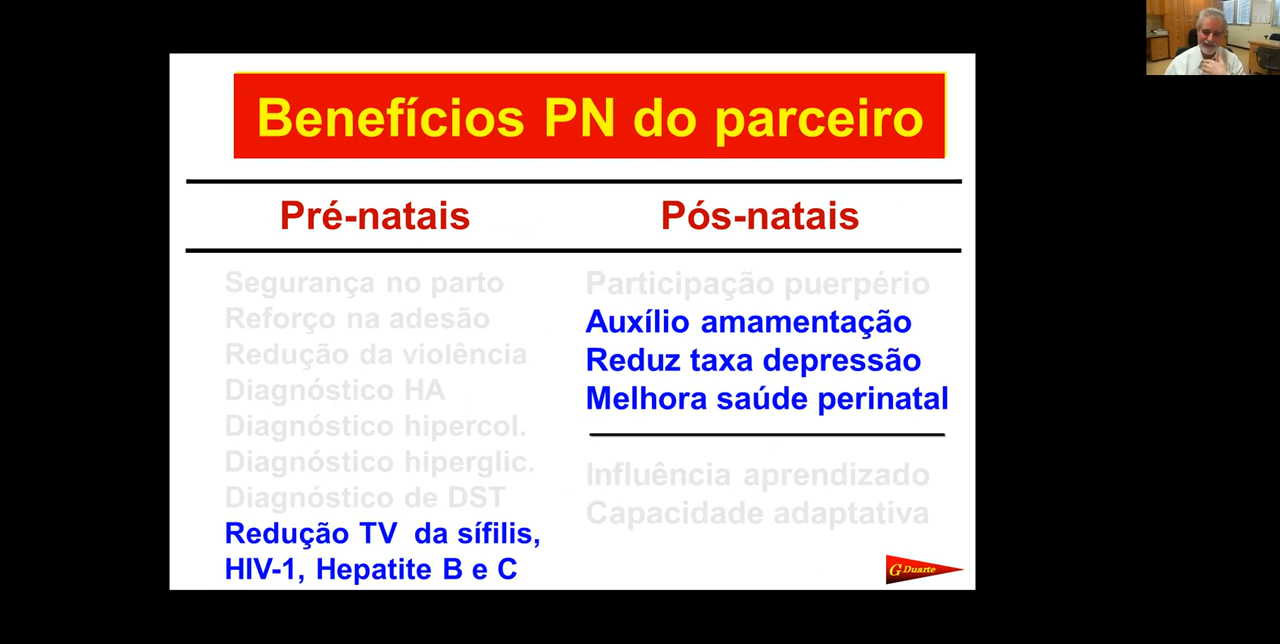 Benefícios PN do parceiro
Pré-natais
Pós-natais
Segurança no parto
Reforço na adesão
Redução da violência
Diagnóstico HA
Diagnóstico hipercol.
Diagnóstico hiperglic.
Diagnóstico de DST
Redução TV da sífilis,
HIV-1, Hepatite B e C
Participação puerpério
Auxílio amamentação
Reduz taxa depressão
Melhora saúde perinatal
Influência aprendizado
Capacidade adaptativa
G Duarte